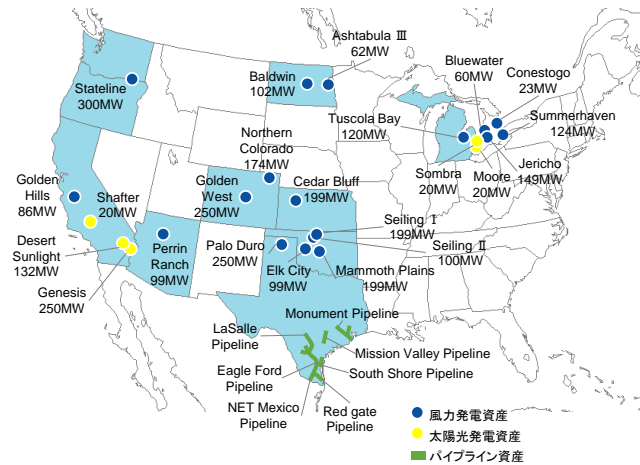 Ashtabula Ⅲ
62MW
Baldwin
102MW
Stateline
300MW
Bluewater
60MW
Conestogo
23MW
Tuscola Bay
120MW
Summerhaven
124MW
Northern
Colorado
174MW
Sombra
20MW
Moore
20MW
Jericho
149MW
Golden
Hills
86MW
Shafter
20MW
Golden
West
250MW
Cedar Bluff
199MW
Desert
Sunlight
132MW
Genesis
250MW
Perrin
Ranch
99MW
Palo Duro
250MW
Seiling Ⅰ
199MW
Seiling Ⅱ
100MW
Elk City
99MW
Mammoth Plains
199MW
Monument Pipeline
LaSalle
Pipeline
Mission Valley Pipeline
Eagle Ford
Pipeline
South Shore Pipeline
NET Mexico
Pipeline
Red gate
Pipeline
風力発電資産
太陽光発電資産
パイプライン資産